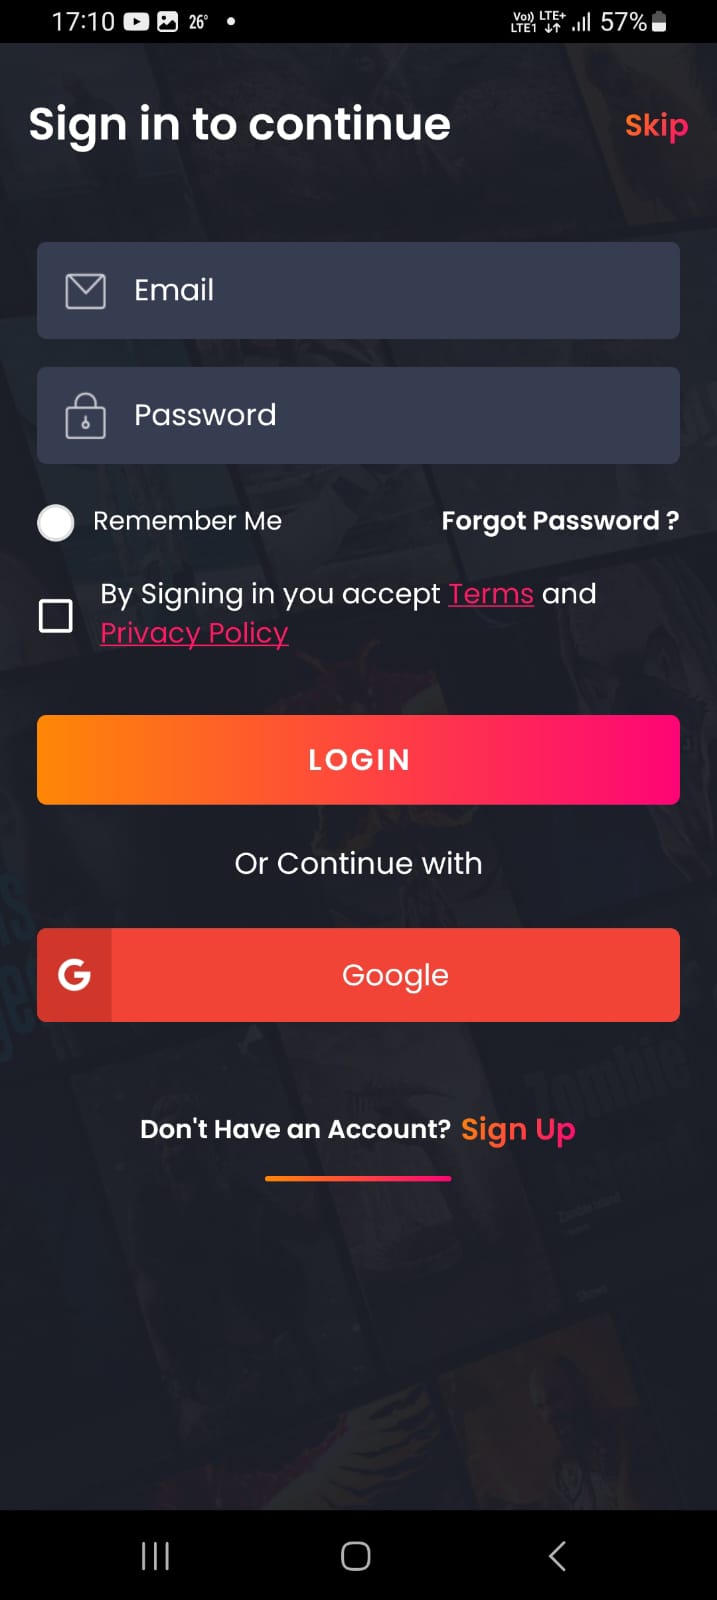 17:10 26° Vo) LTE+ LTE1 57%
Sign in to continue
Skip
Email
Password
Remember Me
Forgot Password ?
By Signing in you accept Terms and
Privacy Policy
LOGIN
Or Continue with
G Google
Don't Have an Account? Sign Up
Zombie